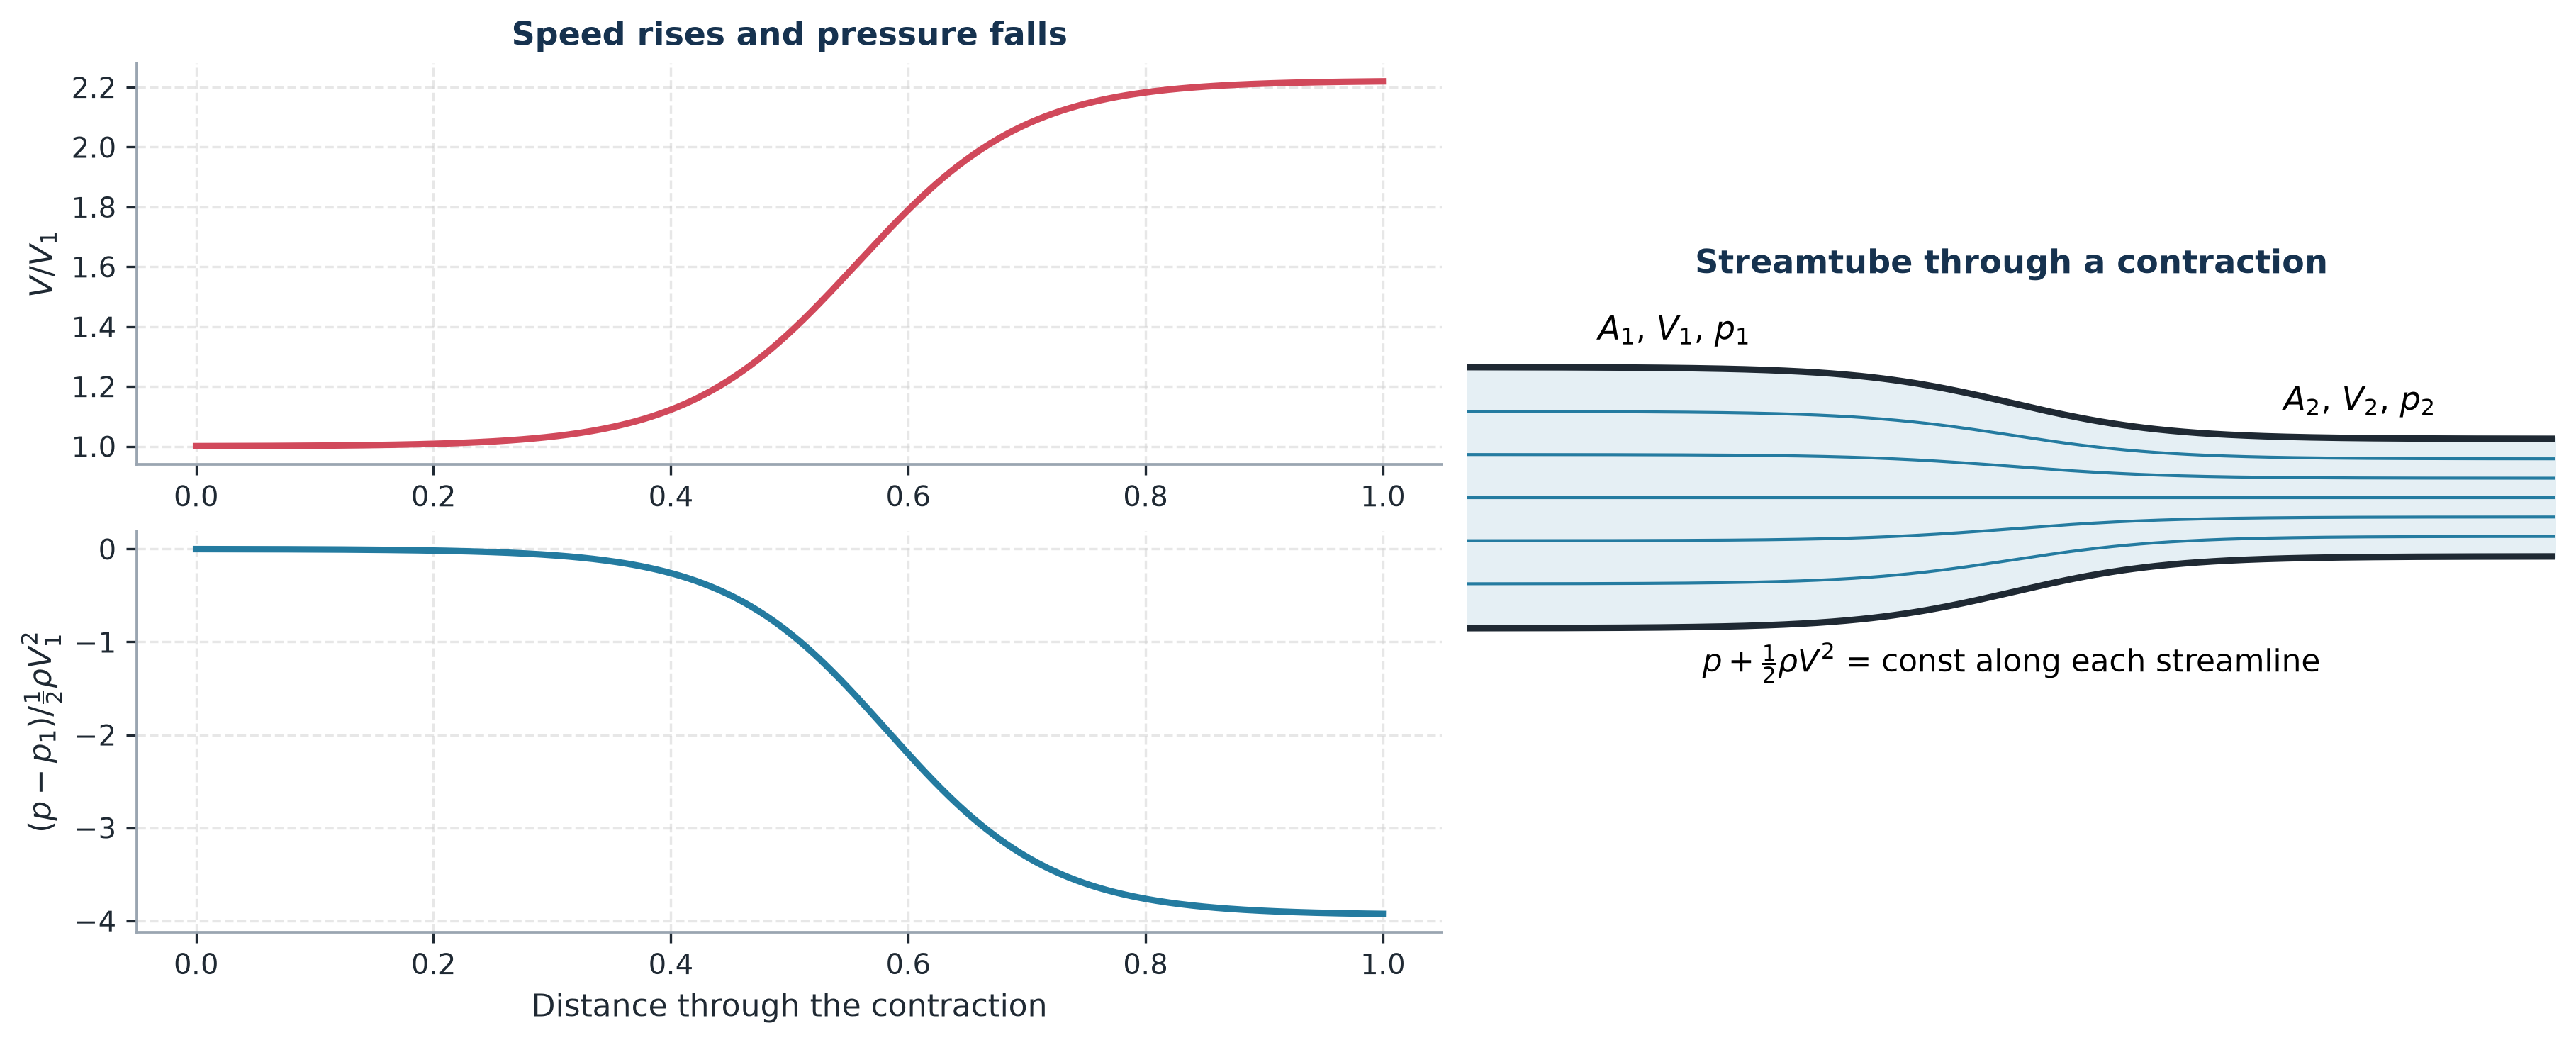 Speed rises and pressure falls
V/V₁
2.2
2.0
1.8
1.6
1.4
1.2
1.0
0.0 0.2 0.4 0.6 0.8 1.0
(p − p₁)/½ρV₁²
0
−1
−2
−3
−4
0.0 0.2 0.4 0.6 0.8 1.0
Distance through the contraction
Streamtube through a contraction
A₁, V₁, p₁
A₂, V₂, p₂
p + ½ρV² = const along each streamline